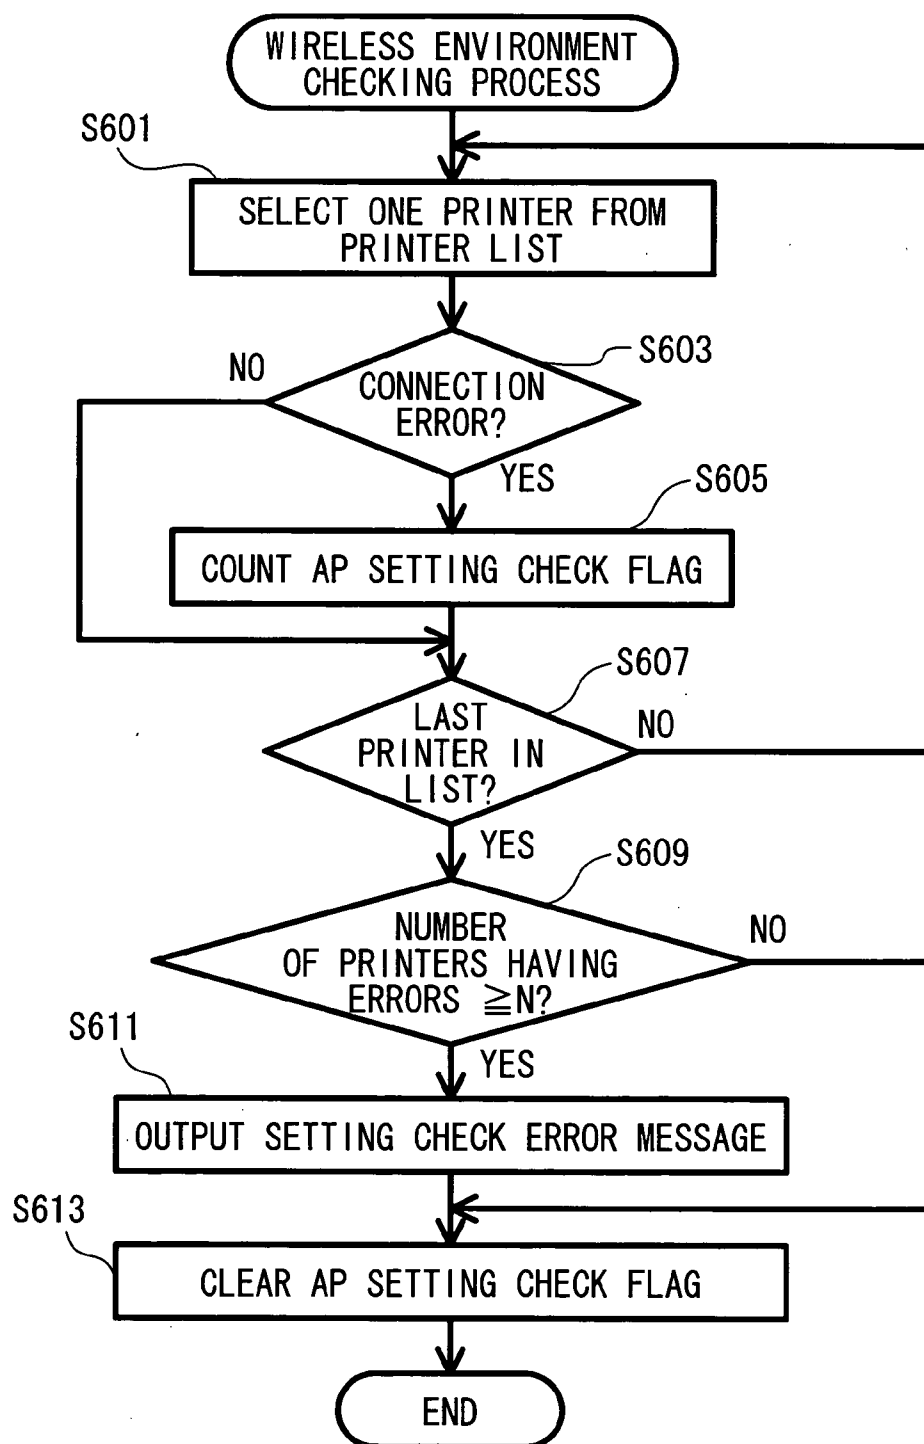 WIRELESS ENVIRONMENT
CHECKING PROCESS
S601
SELECT ONE PRINTER FROM
PRINTER LIST
S603
NO
CONNECTION
ERROR?
YES
S605
COUNT AP SETTING CHECK FLAG
S607
LAST
PRINTER IN
LIST?
NO
YES
S609
NUMBER
OF PRINTERS HAVING
ERRORS ≧N?
NO
S611
YES
OUTPUT SETTING CHECK ERROR MESSAGE
S613
CLEAR AP SETTING CHECK FLAG
END